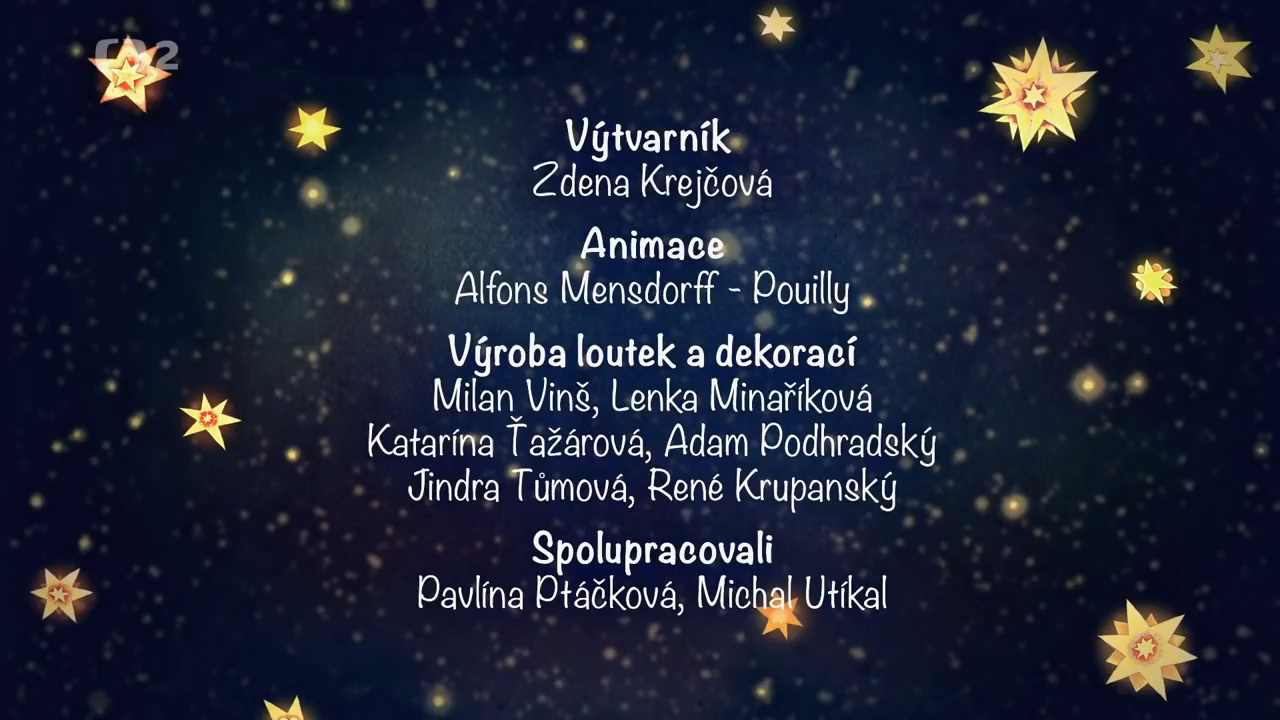 ČT2
Výtvarník
Zdena Krejčová
Animace
Alfons Mensdorff - Pouilly
Výroba loutek a dekorací
Milan Vinš, Lenka Minaříková
Katarína Ťažárová, Adam Podhradský
Jindra Tůmová, René Krupanský
Spolupracovali
Pavlína Ptáčková, Michal Utíkal